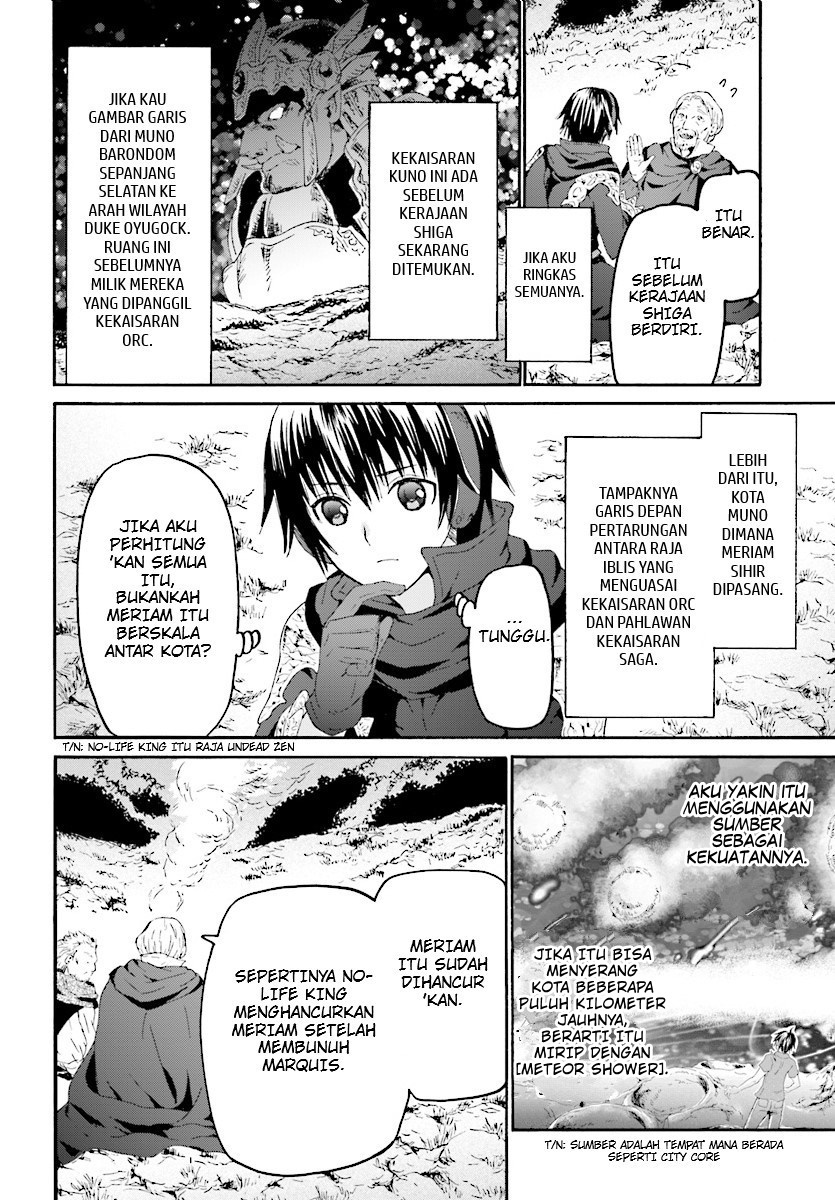 ITU
BENAR.
ITU
SEBELUM
KERAJAAN
SHIGA
BERDIRI.
JIKA AKU
RINGKAS
SEMUANYA.
KEKAISARAN
KUNO INI ADA
SEBELUM
KERAJAAN
SHIGA
SEKARANG
DITEMUKAN.
JIKA KAU
GAMBAR GARIS
DARI MUNO
BARONDOM
SEPANJANG
SELATAN KE
ARAH WILAYAH
DUKE OYUGOCK.
RUANG INI
SEBELUMNYA
MILIK MEREKA
YANG DIPANGGIL
KEKAISARAN
ORC.
LEBIH
DARI ITU,
KOTA
MUNO
DIMANA
MERIAM
SIHIR
DIPASANG.
TAMPAKNYA
GARIS DEPAN
PERTARUNGAN
ANTARA RAJA
IBLIS YANG
MENGUASAI
KEKAISARAN ORC
DAN PAHLAWAN
KEKAISARAN
SAGA.
...
TUNGGU.
JIKA AKU
PERHITUNG
'KAN SEMUA
ITU,
BUKANKAH
MERIAM ITU
BERSKALA
ANTAR KOTA?
T/N: NO-LIFE KING ITU RAJA UNDEAD ZEN
AKU YAKIN ITU
MENGGUNAKAN
SUMBER
SEBAGAI
KEKUATANNYA.
JIKA ITU BISA
MENYERANG
KOTA BEBERAPA
PULUH KILOMETER
JAUHNYA,
BERARTI ITU
MIRIP DENGAN
[METEOR SHOWER].
T/N: SUMBER ADALAH TEMPAT MANA BERADA
SEPERTI CITY CORE
MERIAM
ITU SUDAH
DIHANCUR
'KAN.
SEPERTINYA NO-
LIFE KING
MENGHANCURKAN
MERIAM SETELAH
MEMBUNUH
MARQUIS.